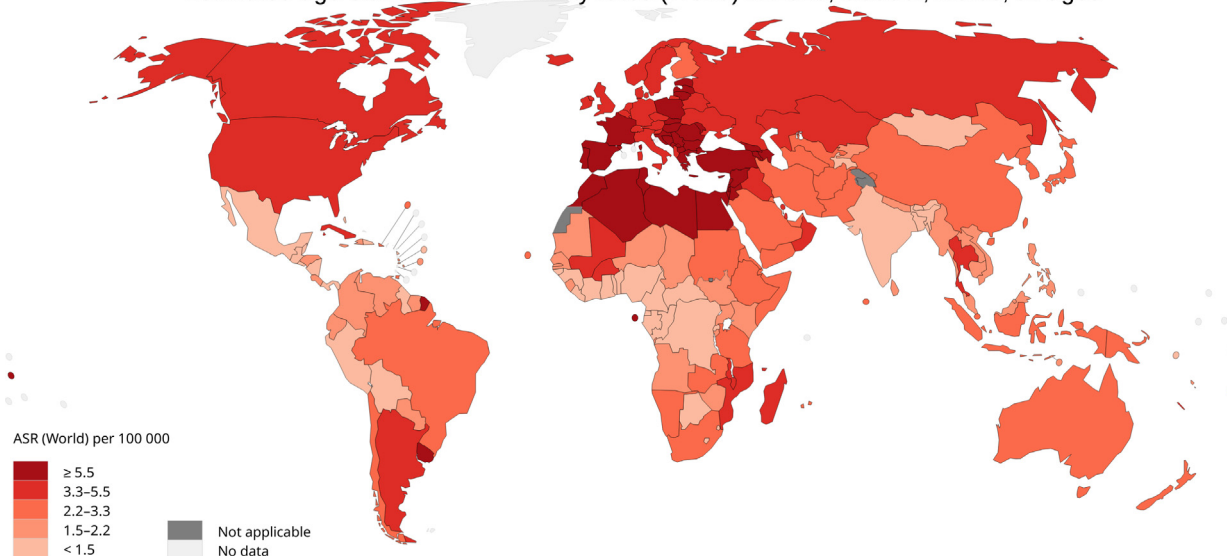 ASR (World) per 100 000
≥ 5.5
3.3–5.5
2.2–3.3
1.5–2.2
< 1.5
Not applicable
No data